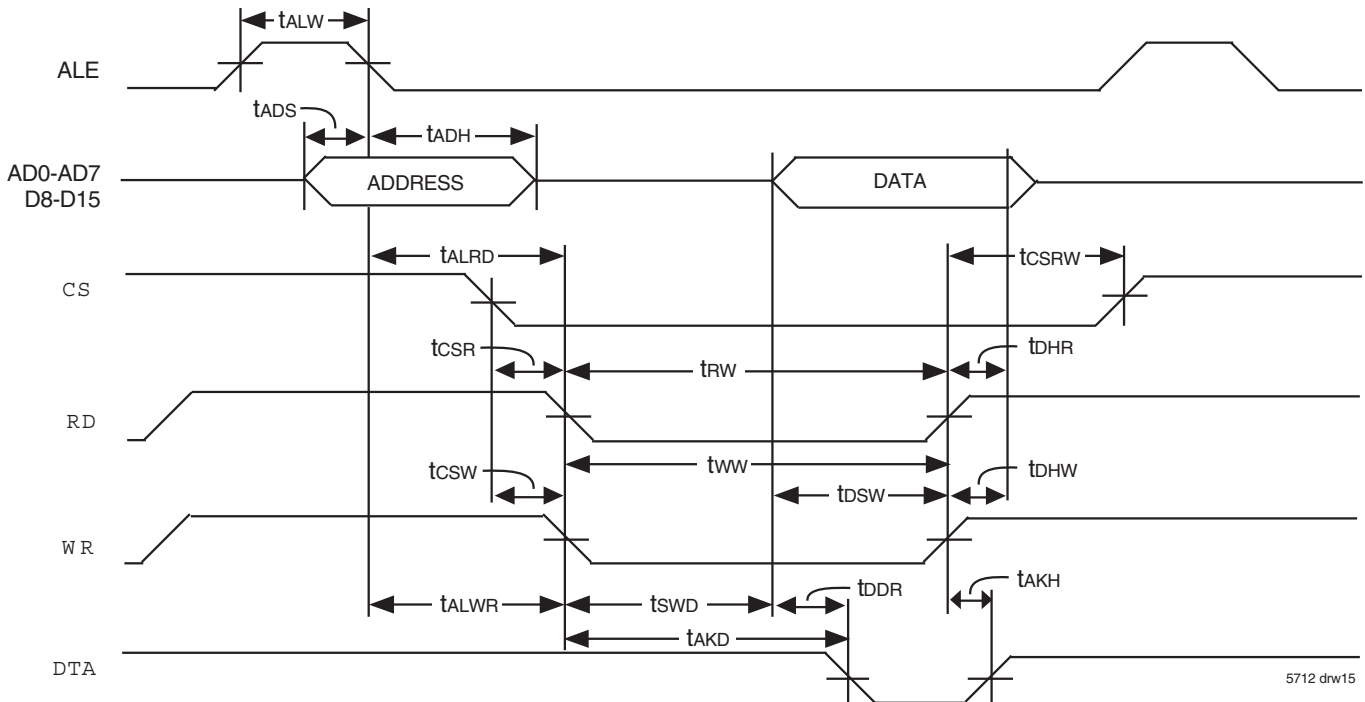 tALW
ALE
tADS
tADH
AD0-AD7
D8-D15
ADDRESS
DATA
tALRD
tCSRW
CS
tCSR
tRW
tDHR
RD
tWW
tCSW
tDSW
tDHW
WR
tDDR
tAKH
tALWR
tSWD
tAKD
DTA
5712 drw15